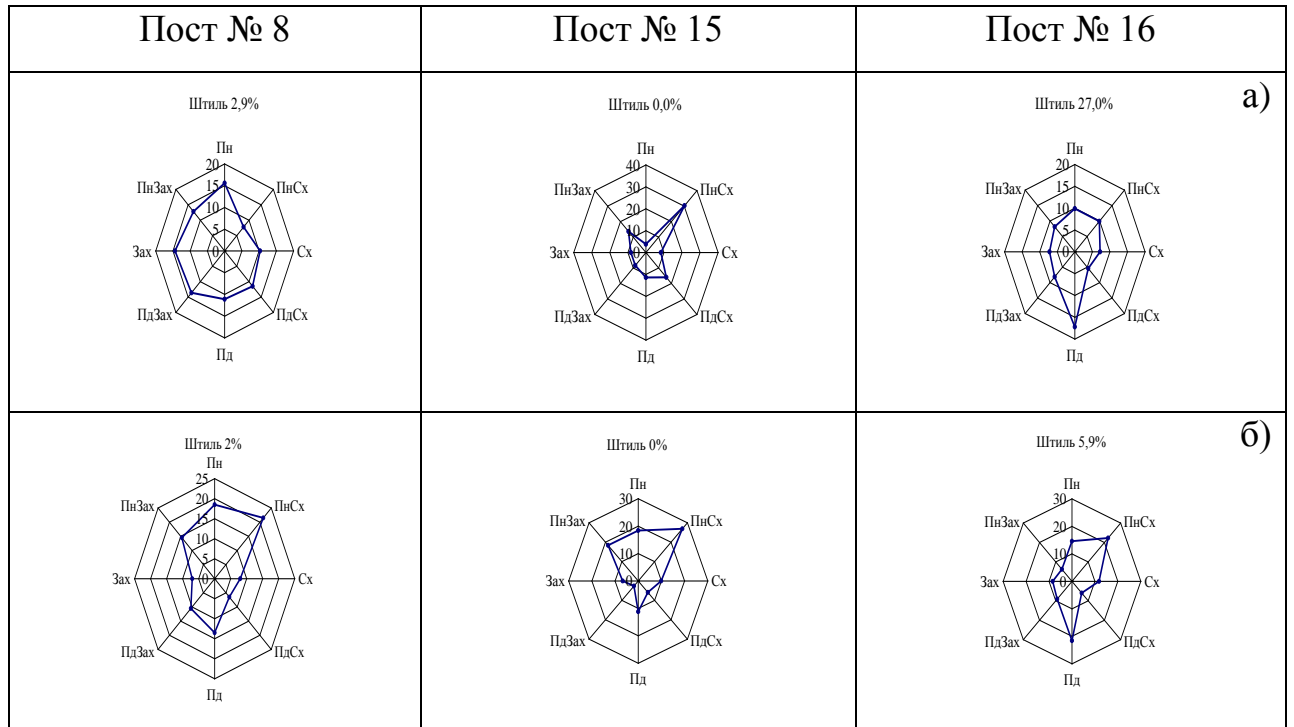 Пост № 8
Пост № 15
Пост № 16
а)
Штиль 2,9%
Пн
20
ПнЗах
15
ПнСх
10
5
Зах
0
Сх
ПдЗах
ПдСх
Пд
Штиль 0,0%
Пн
40
ПнЗах
30
ПнСх
20
10
Зах
0
Сх
ПдЗах
ПдСх
Пд
Штиль 27,0%
Пн
20
ПнЗах
15
ПнСх
10
5
Зах
0
Сх
ПдЗах
ПдСх
Пд
б)
Штиль 2%
Пн
25
ПнЗах
20
ПнСх
15
10
5
Зах
0
Сх
ПдЗах
ПдСх
Пд
Штиль 0%
Пн
30
ПнЗах
20
ПнСх
10
Зах
0
Сх
ПдЗах
ПдСх
Пд
Штиль 5,9%
Пн
30
ПнЗах
20
ПнСх
10
Зах
0
Сх
ПдЗах
ПдСх
Пд